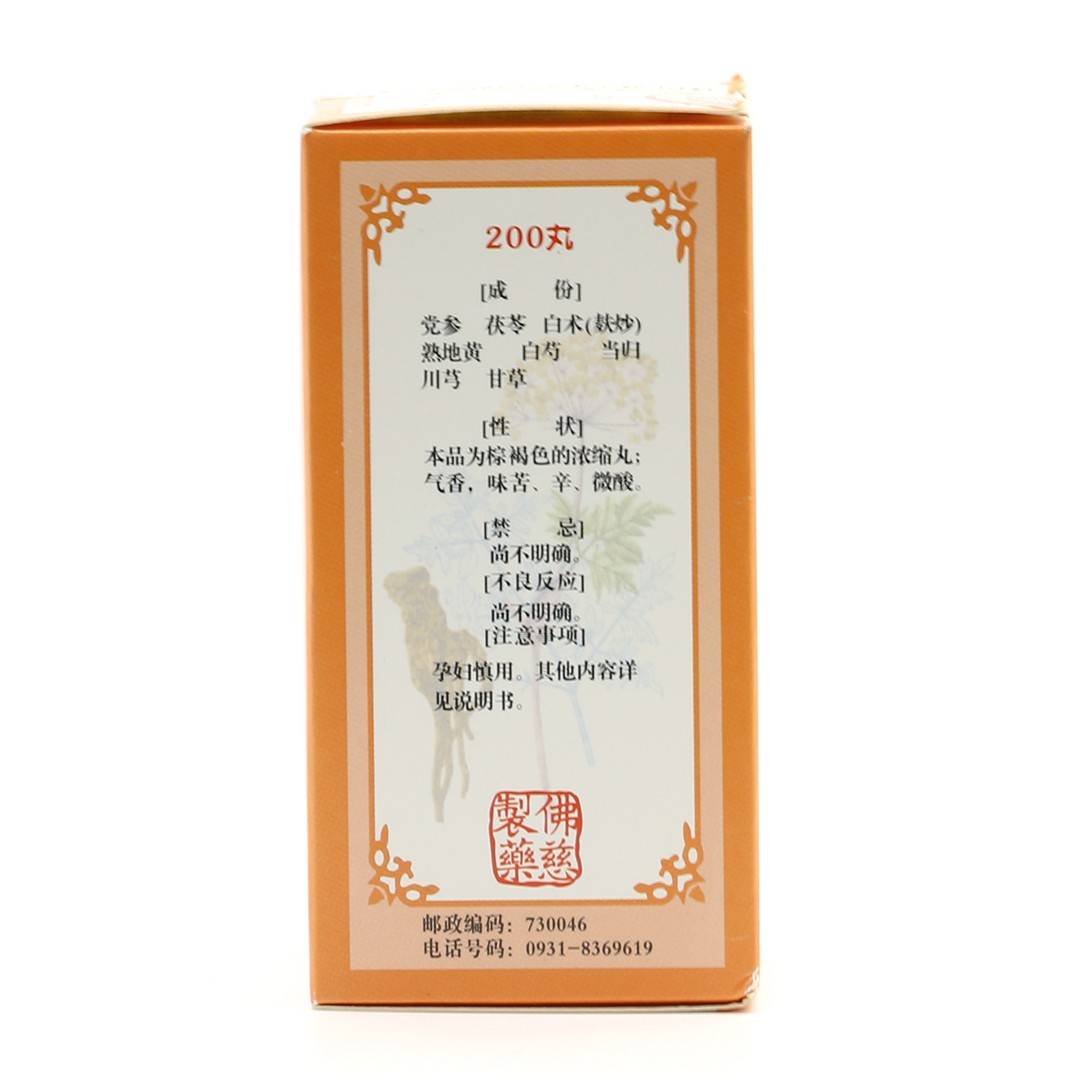 200丸
[成 份]
党参 茯苓 白术(麸炒)
熟地黄 白芍 当归
川芎 甘草
[性 状]
本品为棕褐色的浓缩丸;
气香,味苦、辛、微酸。
[禁 忌]
尚不明确。
[不良反应]
尚不明确。
[注意事项]
孕妇慎用。其他内容详
见说明书。
佛慈
製藥
邮政编码: 730046
电话号码: 0931-8369619